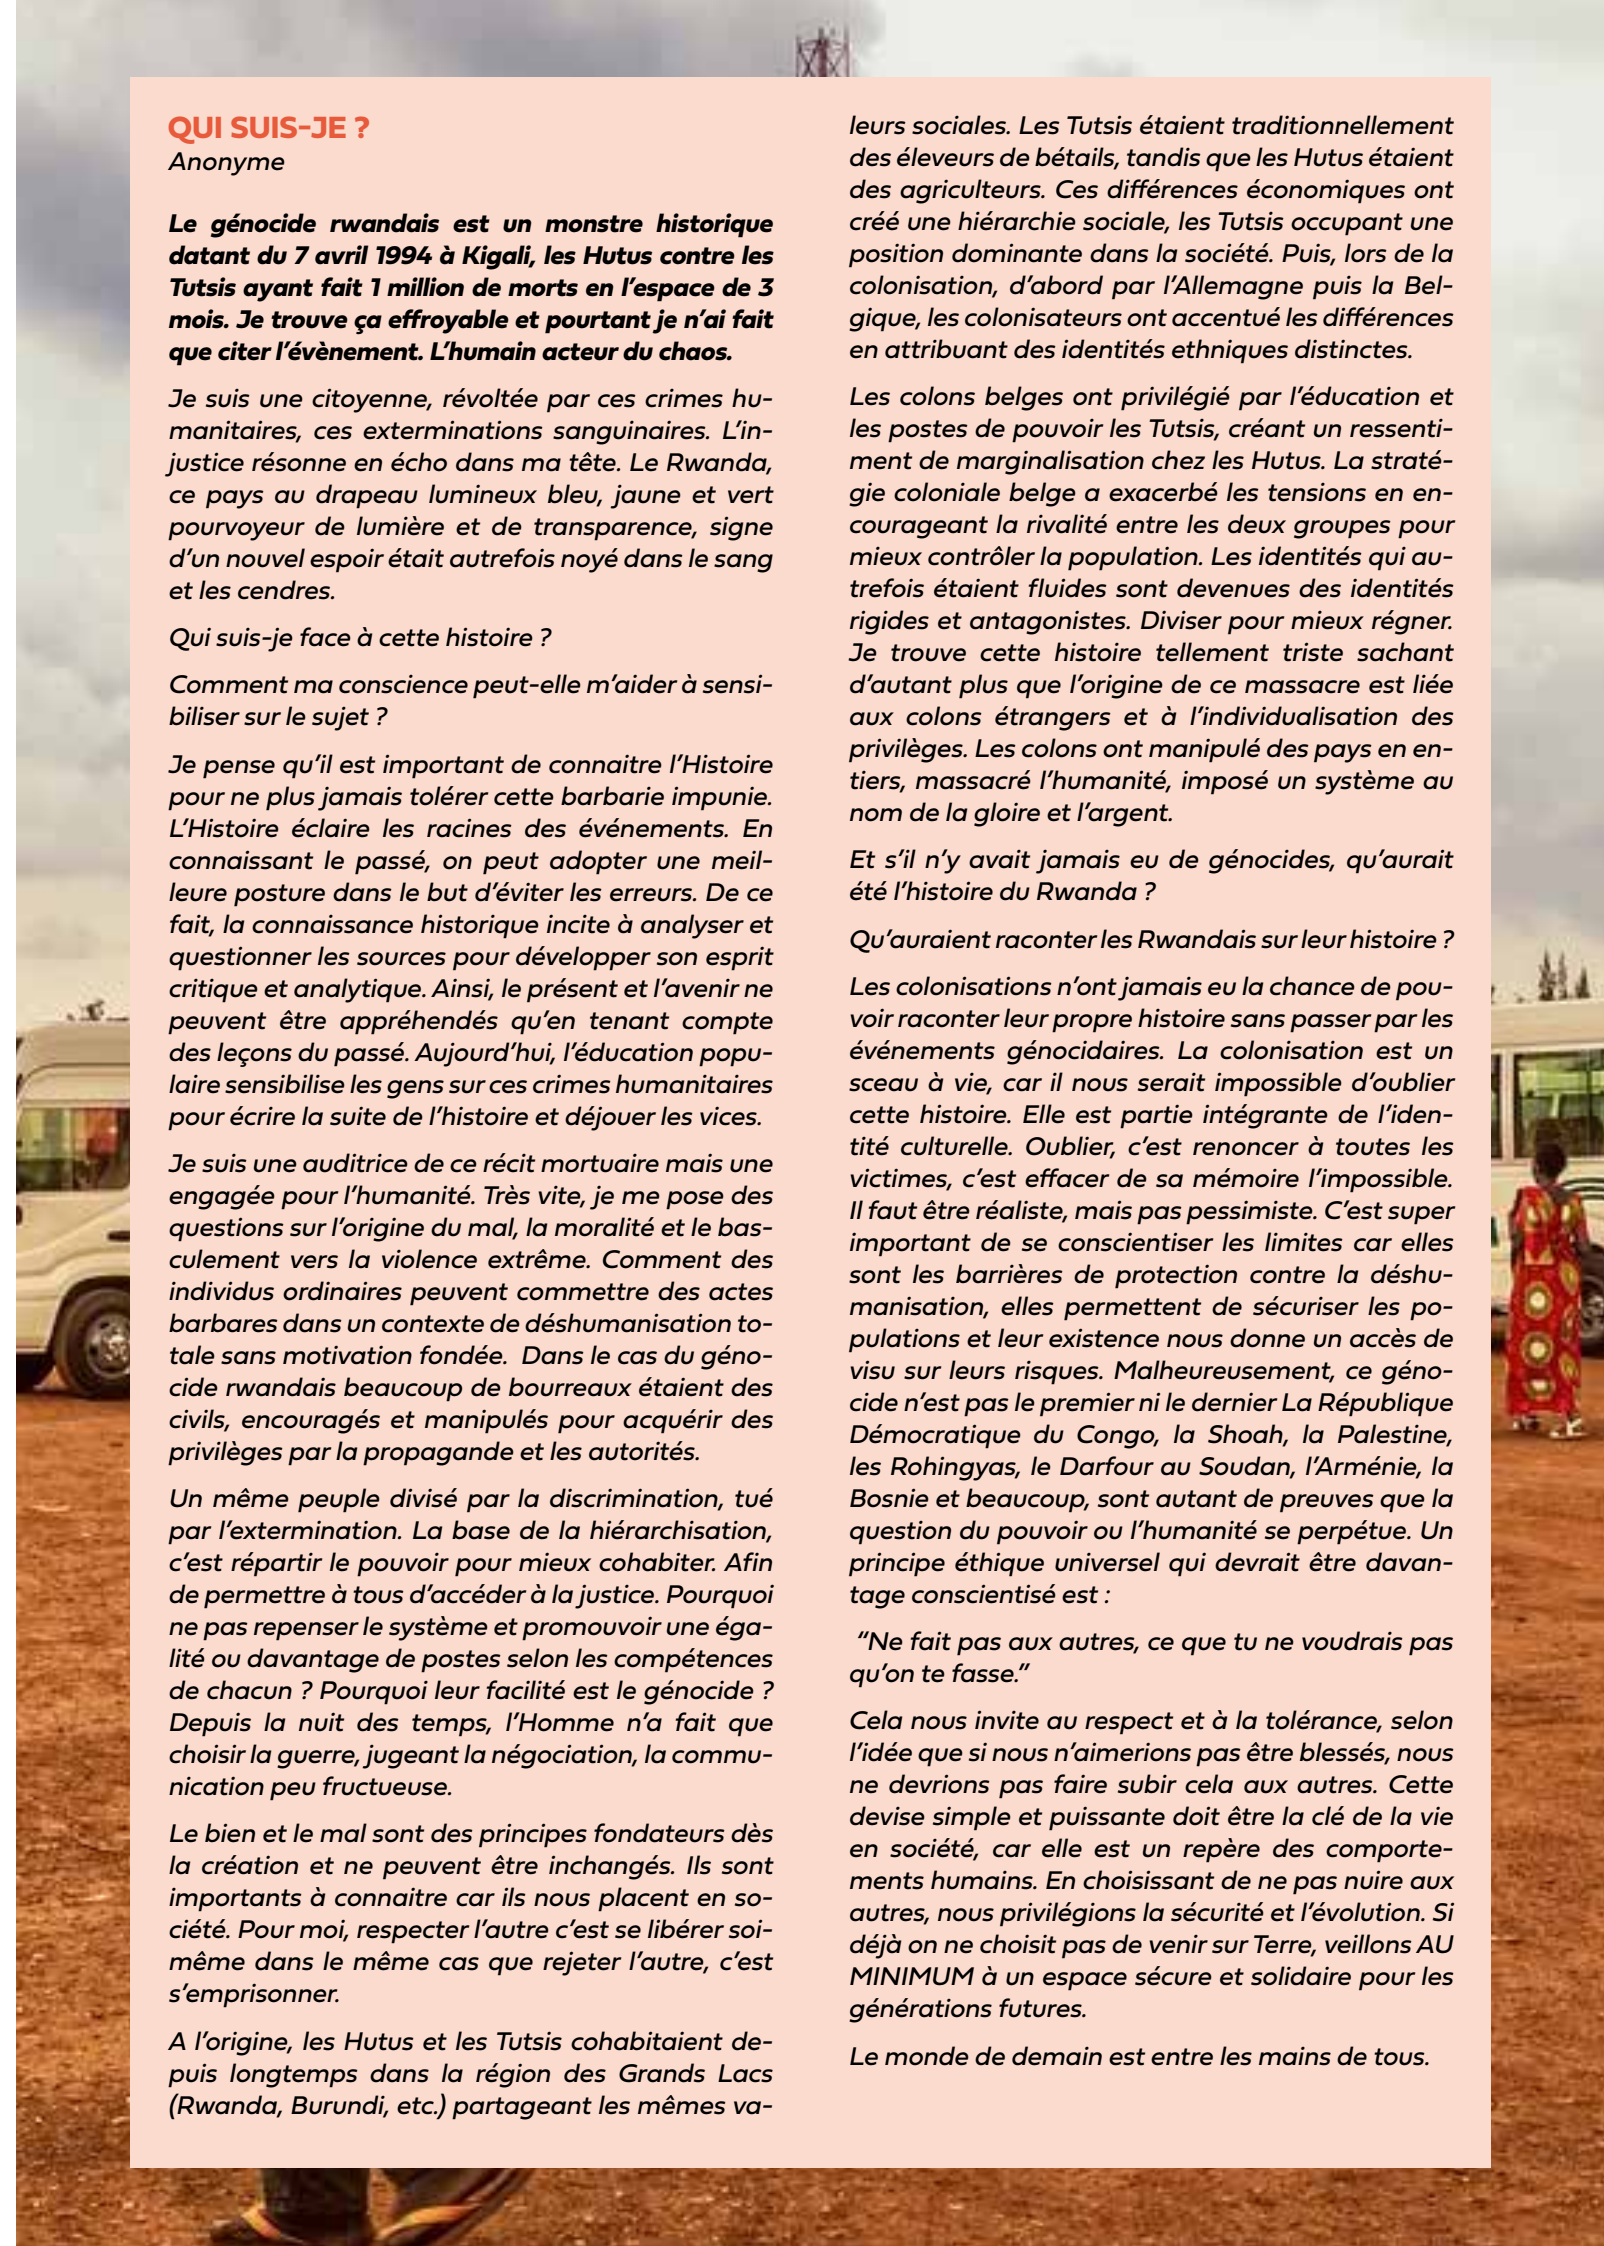 QUI SUIS-JE ?
Anonyme
Le génocide rwandais est un monstre historique
datant du 7 avril 1994 à Kigali, les Hutus contre les
Tutsis ayant fait 1 million de morts en l’espace de 3
mois. Je trouve ça effroyable et pourtant je n’ai fait
que citer l’évènement. L’humain acteur du chaos.
Je suis une citoyenne, révoltée par ces crimes hu-
manitaires, ces exterminations sanguinaires. L’in-
justice résonne en écho dans ma tête. Le Rwanda,
ce pays au drapeau lumineux bleu, jaune et vert
pourvoyeur de lumière et de transparence, signe
d’un nouvel espoir était autrefois noyé dans le sang
et les cendres.
Qui suis-je face à cette histoire ?
Comment ma conscience peut-elle m’aider à sensi-
biliser sur le sujet ?
Je pense qu’il est important de connaitre l’Histoire
pour ne plus jamais tolérer cette barbarie impunie.
L’Histoire éclaire les racines des événements. En
connaissant le passé, on peut adopter une meil-
leure posture dans le but d’éviter les erreurs. De ce
fait, la connaissance historique incite à analyser et
questionner les sources pour développer son esprit
critique et analytique. Ainsi, le présent et l’avenir ne
peuvent être appréhendés qu’en tenant compte
des leçons du passé. Aujourd’hui, l’éducation popu-
laire sensibilise les gens sur ces crimes humanitaires
pour écrire la suite de l’histoire et déjouer les vices.
Je suis une auditrice de ce récit mortuaire mais une
engagée pour l’humanité. Très vite, je me pose des
questions sur l’origine du mal, la moralité et le bas-
culement vers la violence extrême. Comment des
individus ordinaires peuvent commettre des actes
barbares dans un contexte de déshumanisation to-
tale sans motivation fondée. Dans le cas du géno-
cide rwandais beaucoup de bourreaux étaient des
civils, encouragés et manipulés pour acquérir des
privilèges par la propagande et les autorités.
Un même peuple divisé par la discrimination, tué
par l’extermination. La base de la hiérarchisation,
c’est répartir le pouvoir pour mieux cohabiter. Afin
de permettre à tous d’accéder à la justice. Pourquoi
ne pas repenser le système et promouvoir une éga-
lité ou davantage de postes selon les compétences
de chacun ? Pourquoi leur facilité est le génocide ?
Depuis la nuit des temps, l’Homme n’a fait que
choisir la guerre, jugeant la négociation, la commu-
nication peu fructueuse.
Le bien et le mal sont des principes fondateurs dès
la création et ne peuvent être inchangés. Ils sont
importants à connaitre car ils nous placent en so-
ciété. Pour moi, respecter l’autre c’est se libérer soi-
même dans le même cas que rejeter l’autre, c’est
s’emprisonner.
A l’origine, les Hutus et les Tutsis cohabitaient de-
puis longtemps dans la région des Grands Lacs
(Rwanda, Burundi, etc.) partageant les mêmes va-
leurs sociales. Les Tutsis étaient traditionnellement
des éleveurs de bétails, tandis que les Hutus étaient
des agriculteurs. Ces différences économiques ont
créé une hiérarchie sociale, les Tutsis occupant une
position dominante dans la société. Puis, lors de la
colonisation, d’abord par l’Allemagne puis la Bel-
gique, les colonisateurs ont accentué les différences
en attribuant des identités ethniques distinctes.
Les colons belges ont privilégié par l’éducation et
les postes de pouvoir les Tutsis, créant un ressenti-
ment de marginalisation chez les Hutus. La straté-
gie coloniale belge a exacerbé les tensions en en-
courageant la rivalité entre les deux groupes pour
mieux contrôler la population. Les identités qui au-
trefois étaient fluides sont devenues des identités
rigides et antagonistes. Diviser pour mieux régner.
Je trouve cette histoire tellement triste sachant
d’autant plus que l’origine de ce massacre est liée
aux colons étrangers et à l’individualisation des
privilèges. Les colons ont manipulé des pays en en-
tiers, massacré l’humanité, imposé un système au
nom de la gloire et l’argent.
Et s’il n’y avait jamais eu de génocides, qu’aurait
été l’histoire du Rwanda ?
Qu’auraient raconter les Rwandais sur leur histoire ?
Les colonisations n’ont jamais eu la chance de pou-
voir raconter leur propre histoire sans passer par les
événements génocidaires. La colonisation est un
sceau à vie, car il nous serait impossible d’oublier
cette histoire. Elle est partie intégrante de l’iden-
tité culturelle. Oublier, c’est renoncer à toutes les
victimes, c’est effacer de sa mémoire l’impossible.
Il faut être réaliste, mais pas pessimiste. C’est super
important de se conscientiser les limites car elles
sont les barrières de protection contre la déshu-
manisation, elles permettent de sécuriser les po-
pulations et leur existence nous donne un accès de
visu sur leurs risques. Malheureusement, ce géno-
cide n’est pas le premier ni le dernier La République
Démocratique du Congo, la Shoah, la Palestine,
les Rohingyas, le Darfour au Soudan, l’Arménie, la
Bosnie et beaucoup, sont autant de preuves que la
question du pouvoir ou l’humanité se perpétue. Un
principe éthique universel qui devrait être davan-
tage conscientisé est :
“Ne fait pas aux autres, ce que tu ne voudrais pas
qu’on te fasse.”
Cela nous invite au respect et à la tolérance, selon
l’idée que si nous n’aimerions pas être blessés, nous
ne devrions pas faire subir cela aux autres. Cette
devise simple et puissante doit être la clé de la vie
en société, car elle est un repère des comporte-
ments humains. En choisissant de ne pas nuire aux
autres, nous privilégions la sécurité et l’évolution. Si
déjà on ne choisit pas de venir sur Terre, veillons AU
MINIMUM à un espace sécure et solidaire pour les
générations futures.
Le monde de demain est entre les mains de tous.